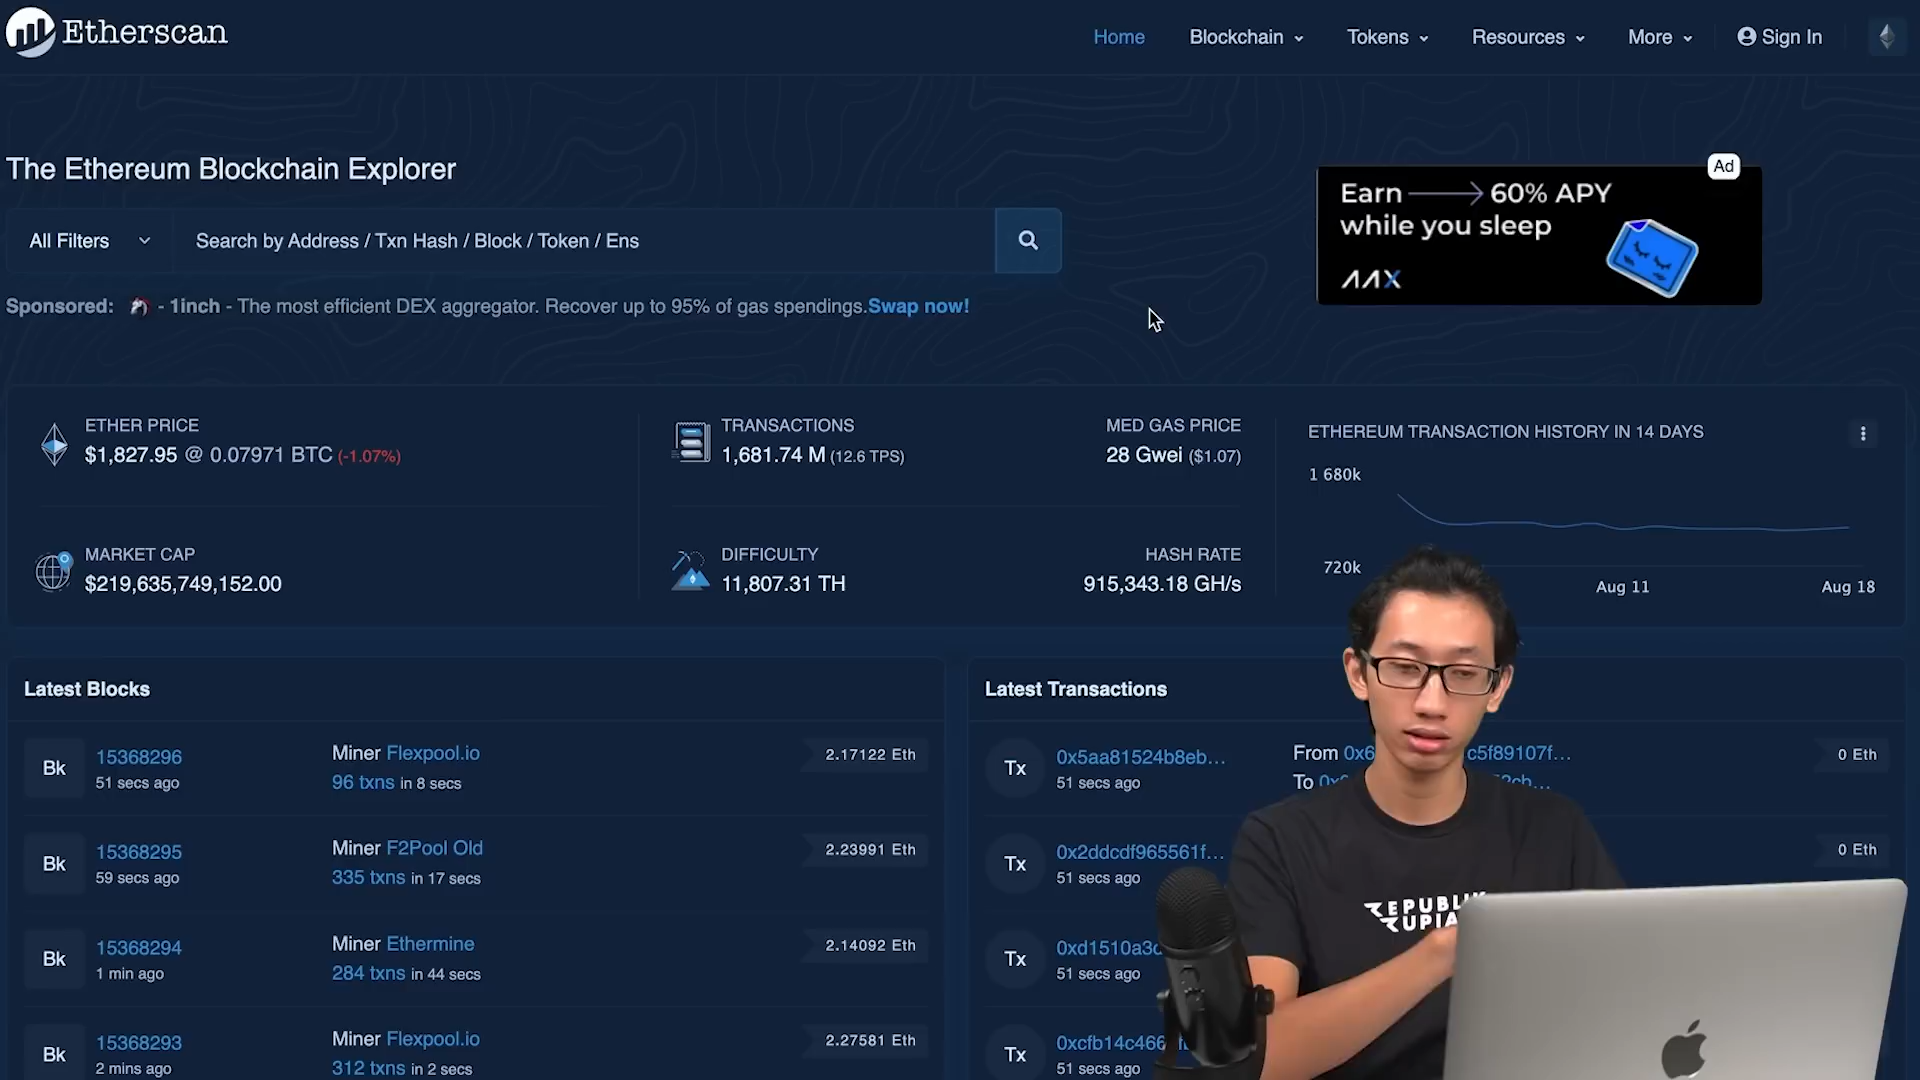 Etherscan
Home
Blockchain
Tokens
Resources
More
Sign In
The Ethereum Blockchain Explorer
Ad
Earn 60% APY
while you sleep
AAX
All Filters
Search by Address / Txn Hash / Block / Token / Ens
Sponsored: - 1inch - The most efficient DEX aggregator. Recover up to 95% of gas spendings.Swap now!
ETHER PRICE
$1,827.95 @ 0.07971 BTC (-1.07%)
TRANSACTIONS
1,681.74 M (12.6 TPS)
MED GAS PRICE
28 Gwei ($1.07)
ETHEREUM TRANSACTION HISTORY IN 14 DAYS
1 680k
720k
Aug 11
Aug 18
MARKET CAP
$219,635,749,152.00
DIFFICULTY
11,807.31 TH
HASH RATE
915,343.18 GH/s
Latest Blocks
Bk
15368296
51 secs ago
Miner Flexpool.io
96 txns in 8 secs
2.17122 Eth
Bk
15368295
59 secs ago
Miner F2Pool Old
335 txns in 17 secs
2.23991 Eth
Bk
15368294
1 min ago
Miner Ethermine
284 txns in 44 secs
2.14092 Eth
Bk
15368293
2 mins ago
Miner Flexpool.io
312 txns in 2 secs
2.27581 Eth
Latest Transactions
Tx
0x5aa81524b8eb...
51 secs ago
From 0x6 c5f89107f...
To
0 Eth
Tx
0x2ddcdf965561f...
51 secs ago
0 Eth
Tx
0xd1510a3
51 secs ago
Tx
0xcfb14c466
51 secs ago